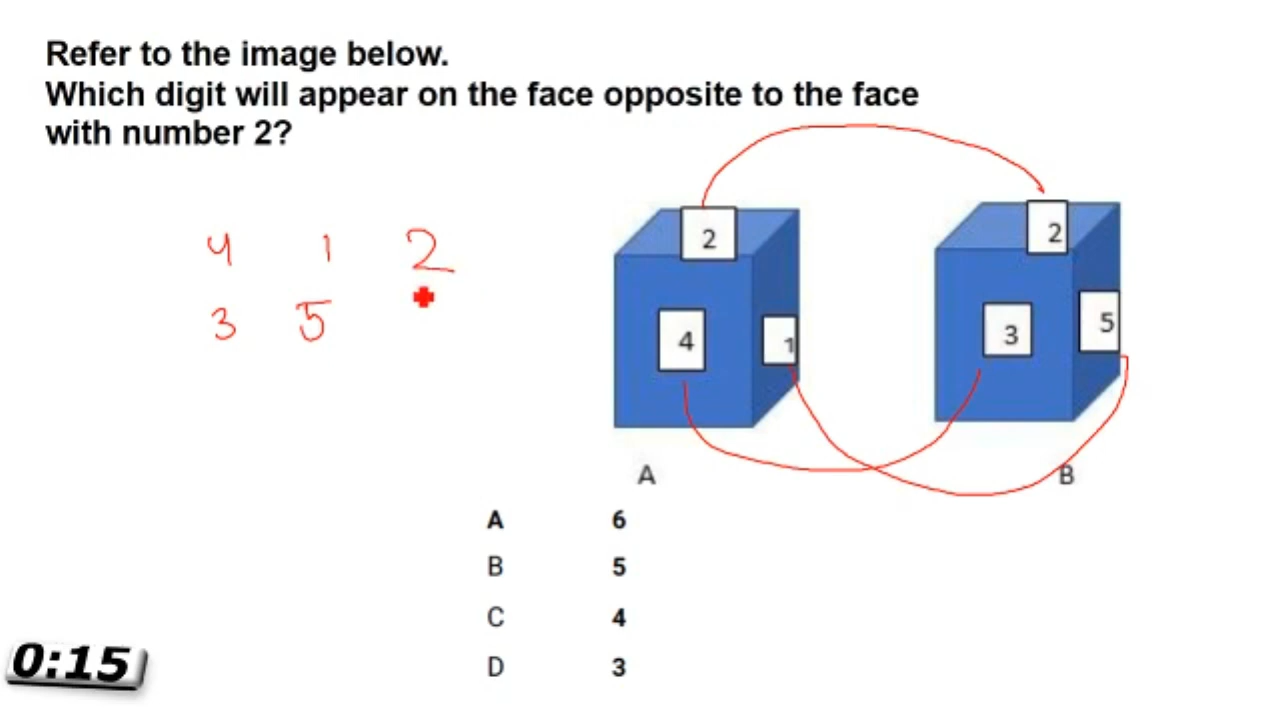 Refer to the image below.
Which digit will appear on the face opposite to the face
with number 2?
4 1 2
3 5
2
4
1
2
3
5
A
B
A 6
B 5
C 4
D 3
0:15